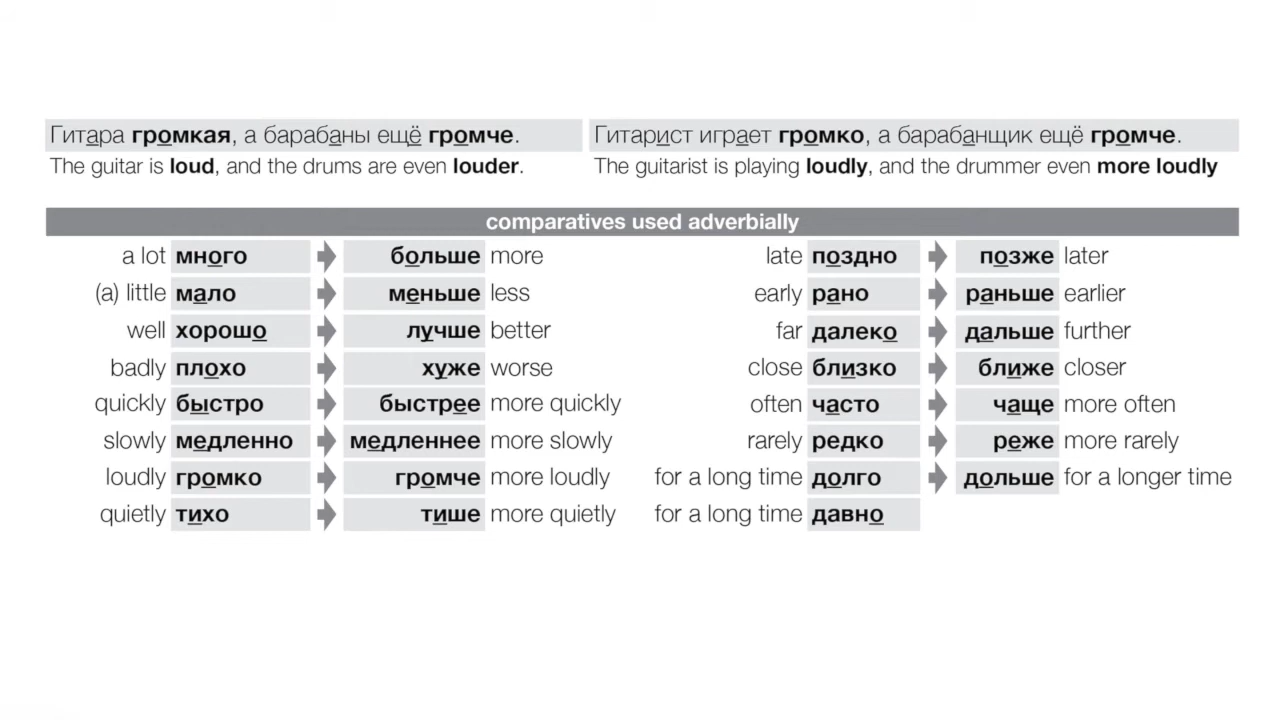 Гитара громкая, а барабаны ещё громче.
The guitar is loud, and the drums are even louder.
Гитарист играет громко, а барабанщик ещё громче.
The guitarist is playing loudly, and the drummer even more loudly
comparatives used adverbially
a lot много больше more
(a) little мало меньше less
well хорошо лучше better
badly плохо хуже worse
quickly быстро быстрее more quickly
slowly медленно медленнее more slowly
loudly громко громче more loudly
quietly тихо тише more quietly
late поздно позже later
early рано раньше earlier
far далеко дальше further
close близко ближе closer
often часто чаще more often
rarely редко реже more rarely
for a long time долго дольше for a longer time
for a long time давно